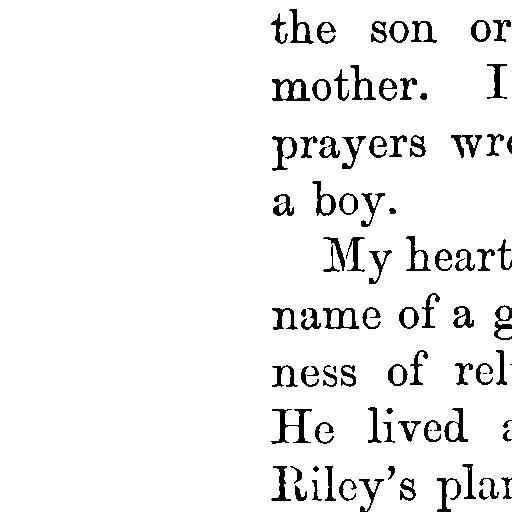 the son or
mother. I
prayers wr
a boy.
My heart
name of a g
ness of rel
He lived a
Riley's plan